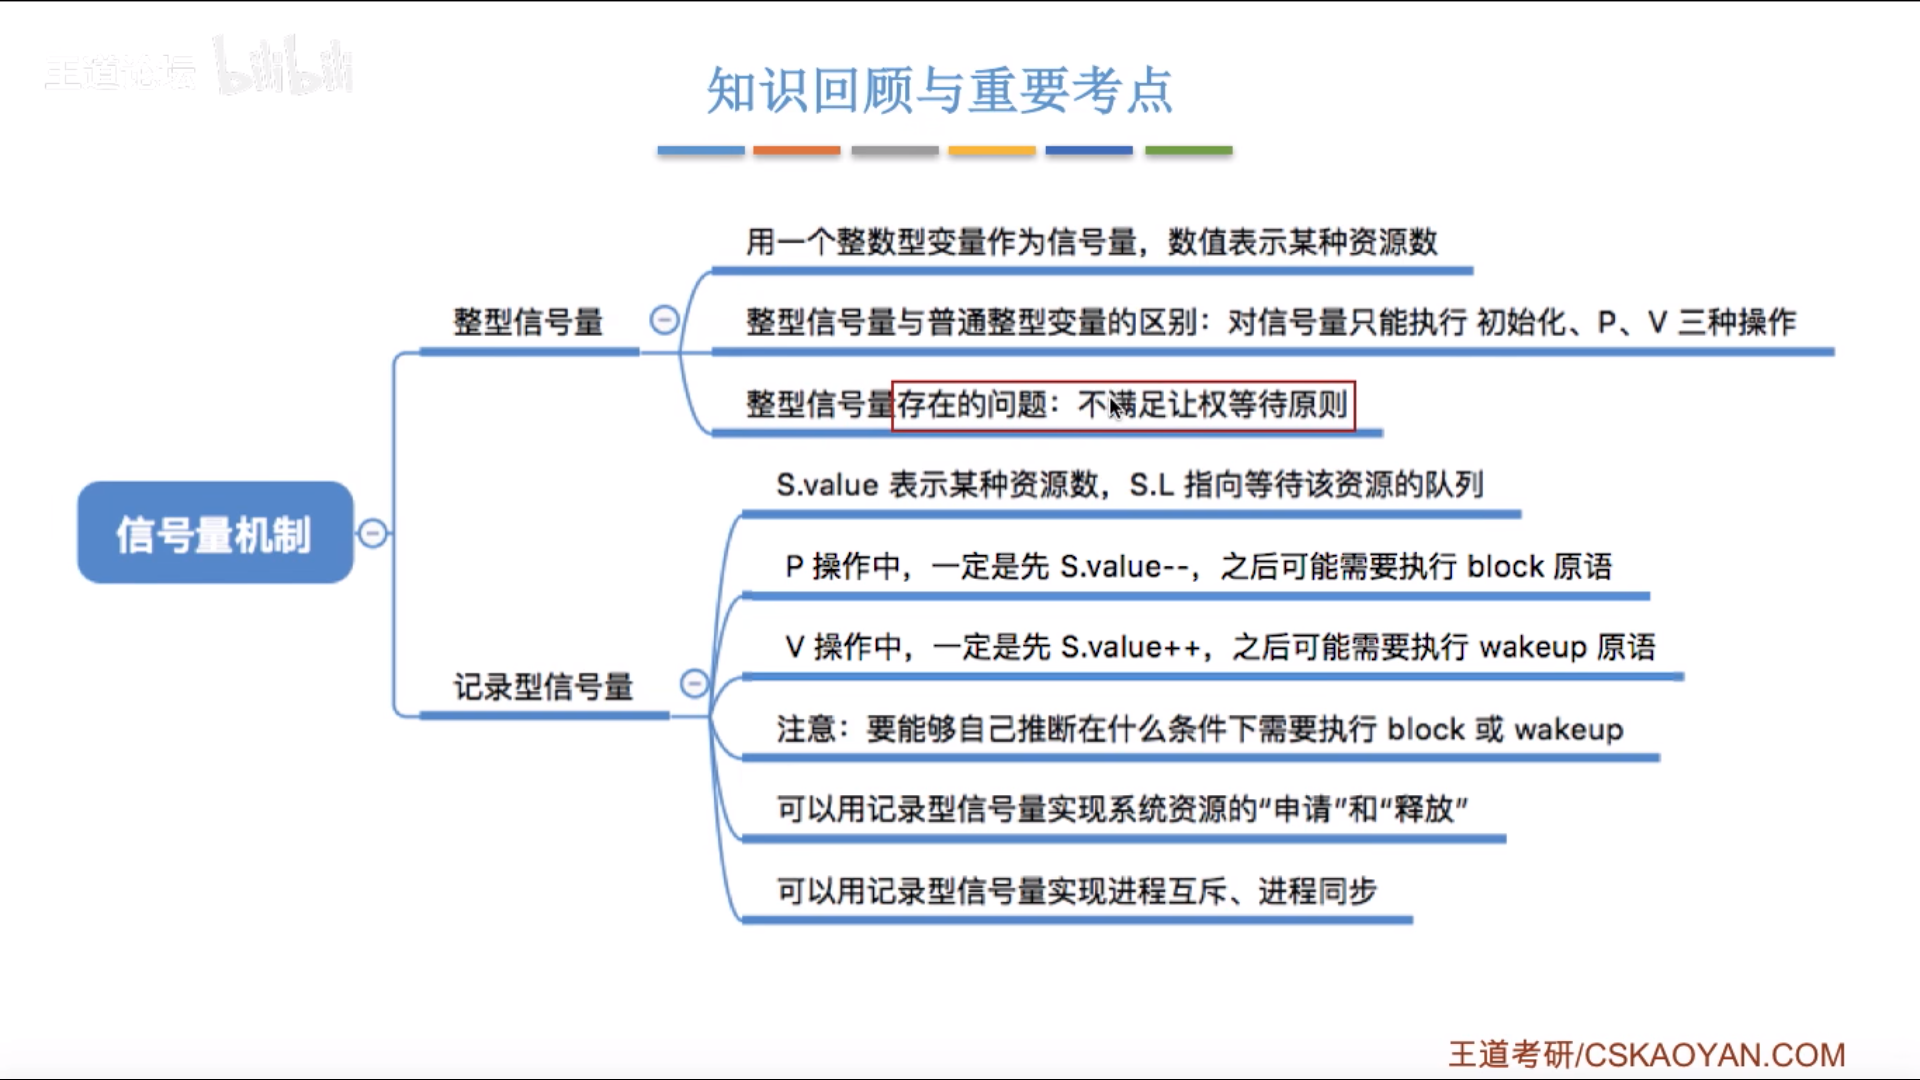 王道论坛 bilibili
知识回顾与重要考点
用一个整数型变量作为信号量，数值表示某种资源数
整型信号量
整型信号量与普通整型变量的区别：对信号量只能执行 初始化、P、V 三种操作
整型信号量存在的问题：不满足让权等待原则
信号量机制
S.value 表示某种资源数，S.L 指向等待该资源的队列
P 操作中，一定是先 S.value--，之后可能需要执行 block 原语
V 操作中，一定是先 S.value++，之后可能需要执行 wakeup 原语
记录型信号量
注意：要能够自己推断在什么条件下需要执行 block 或 wakeup
可以用记录型信号量实现系统资源的“申请”和“释放”
可以用记录型信号量实现进程互斥、进程同步
王道考研/CSKAOYAN.COM